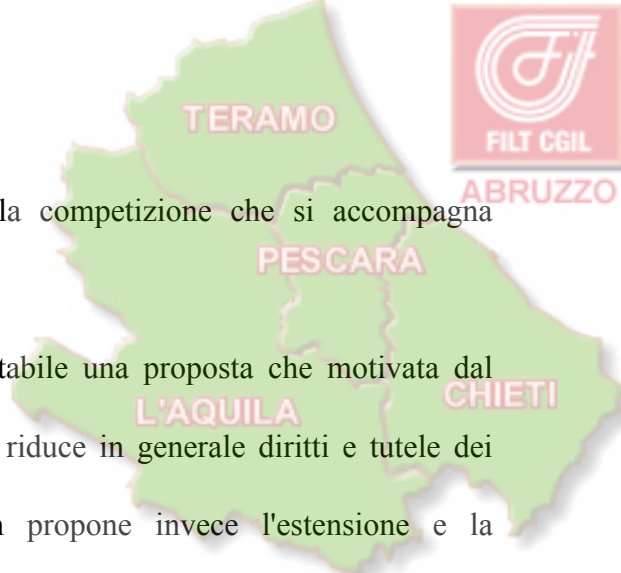 TERAMO
FILT CGIL
ABRUZZO
la competizione che si accompagna
PESCARA
tabile una proposta che motivata dal
CHIETI
L'AQUILA
riduce in generale diritti e tutele dei
propone invece l'estensione e la